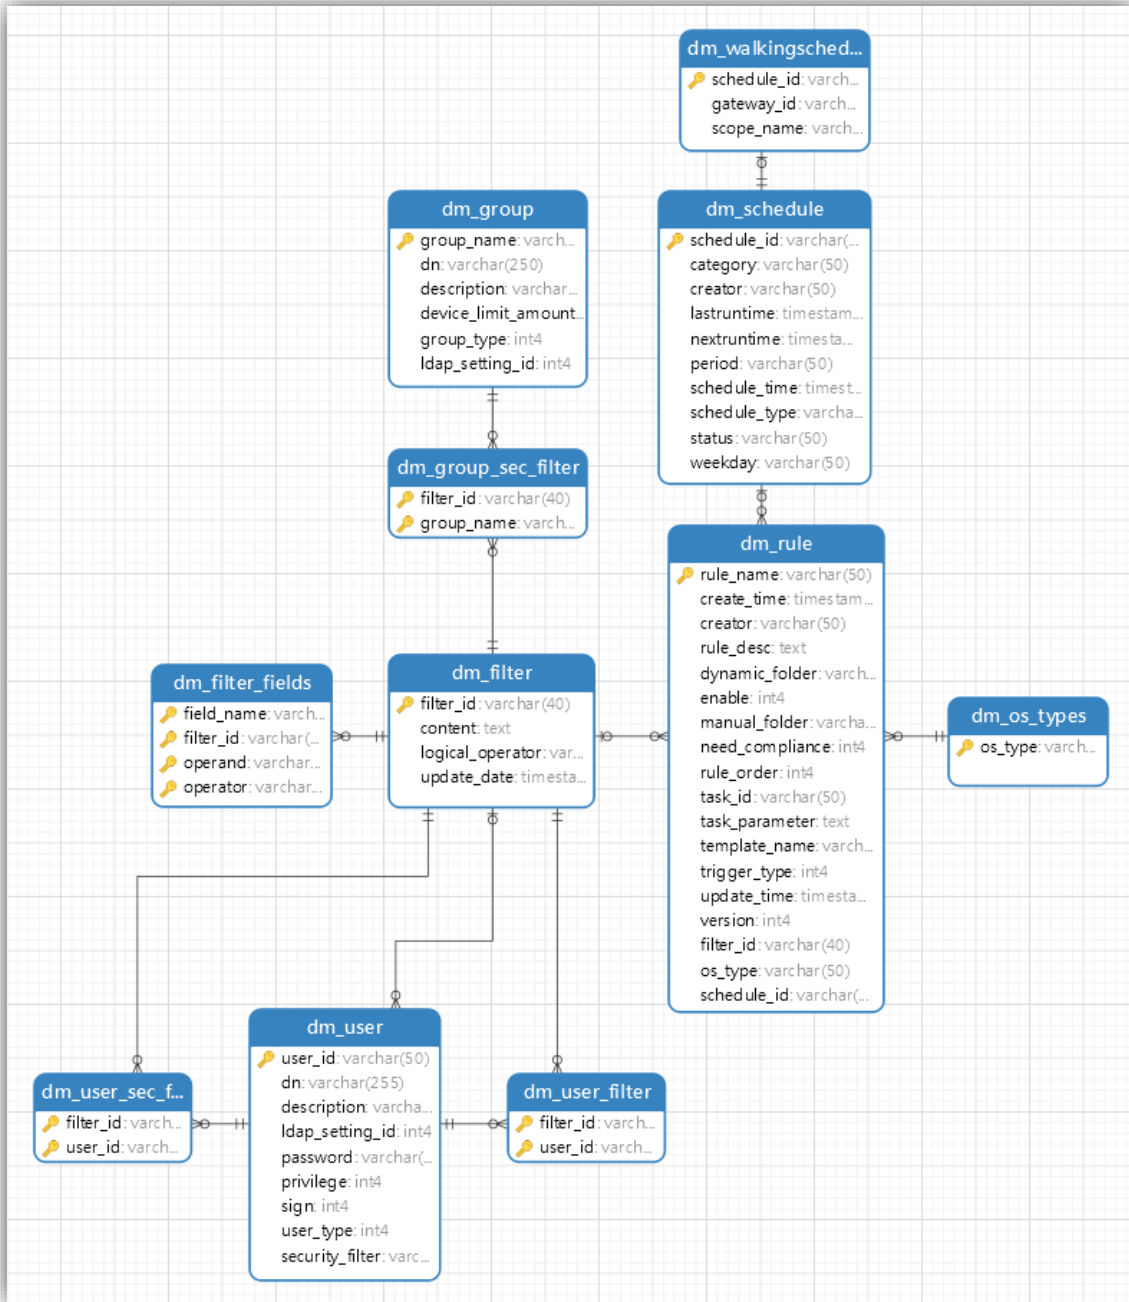 dm_walkingsched...
schedule_id: varch...
gateway_id: varch...
scope_name: varch...
dm_group
group_name: varch...
dn: varchar(250)
description: varchar...
device_limit_amount...
group_type: int4
ldap_setting_id: int4
dm_schedule
schedule_id: varchar(...
category: varchar(50)
creator: varchar(50)
lastruntime: timestam...
nextruntime: timesta...
period: varchar(50)
schedule_time: timest...
schedule_type: varcha...
status: varchar(50)
weekday: varchar(50)
dm_group_sec_filter
filter_id: varchar(40)
group_name: varch...
dm_rule
rule_name: varchar(50)
create_time: timestam...
creator: varchar(50)
rule_desc: text
dynamic_folder: varch...
enable: int4
manual_folder: varcha...
need_compliance: int4
rule_order: int4
task_id: varchar(50)
task_parameter: text
template_name: varch...
trigger_type: int4
update_time: timesta...
version: int4
filter_id: varchar(40)
os_type: varchar(50)
schedule_id: varchar(...
dm_filter_fields
field_name: varch...
filter_id: varchar(...
operand: varchar...
operator: varchar...
dm_filter
filter_id: varchar(40)
content: text
logical_operator: var...
update_date: timesta...
dm_os_types
os_type: varch...
dm_user_sec_f...
filter_id: varch...
user_id: varch...
dm_user
user_id: varchar(50)
dn: varchar(255)
description: varcha...
ldap_setting_id: int4
password: varchar(...
privilege: int4
sign: int4
user_type: int4
security_filter: varc...
dm_user_filter
filter_id: varch...
user_id: varch...